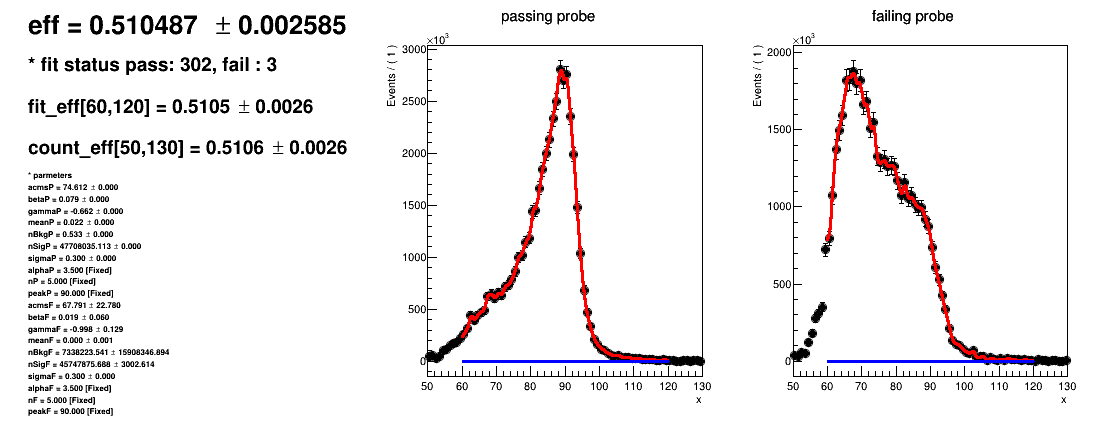 eff = 0.510487 ± 0.002585
* fit status pass: 302, fail : 3
fit_eff[60,120] = 0.5105 ± 0.0026
count_eff[50,130] = 0.5106 ± 0.0026
* parmeters
acmsP = 74.612 ± 0.000
betaP = 0.079 ± 0.000
gammaP = -0.662 ± 0.000
meanP = 0.022 ± 0.000
nBkgP = 0.533 ± 0.000
nSigP = 47708035.113 ± 0.000
sigmaP = 0.300 ± 0.000
alphaP = 3.500 [Fixed]
nP = 5.000 [Fixed]
peakP = 90.000 [Fixed]
acmsF = 67.791 ± 22.780
betaF = 0.019 ± 0.060
gammaF = -0.998 ± 0.129
meanF = 0.000 ± 0.001
nBkgF = 7338223.541 ± 15908346.894
nSigF = 45747875.688 ± 3002.614
sigmaF = 0.300 ± 0.000
alphaF = 3.500 [Fixed]
nF = 5.000 [Fixed]
peakF = 90.000 [Fixed]
passing probe
×10³
Events / ( 1 )
3000
2500
2000
1500
1000
500
0
50 60 70 80 90 100 110 120 130
x
failing probe
×10³
Events / ( 1 )
2000
1500
1000
500
0
50 60 70 80 90 100 110 120 130
x